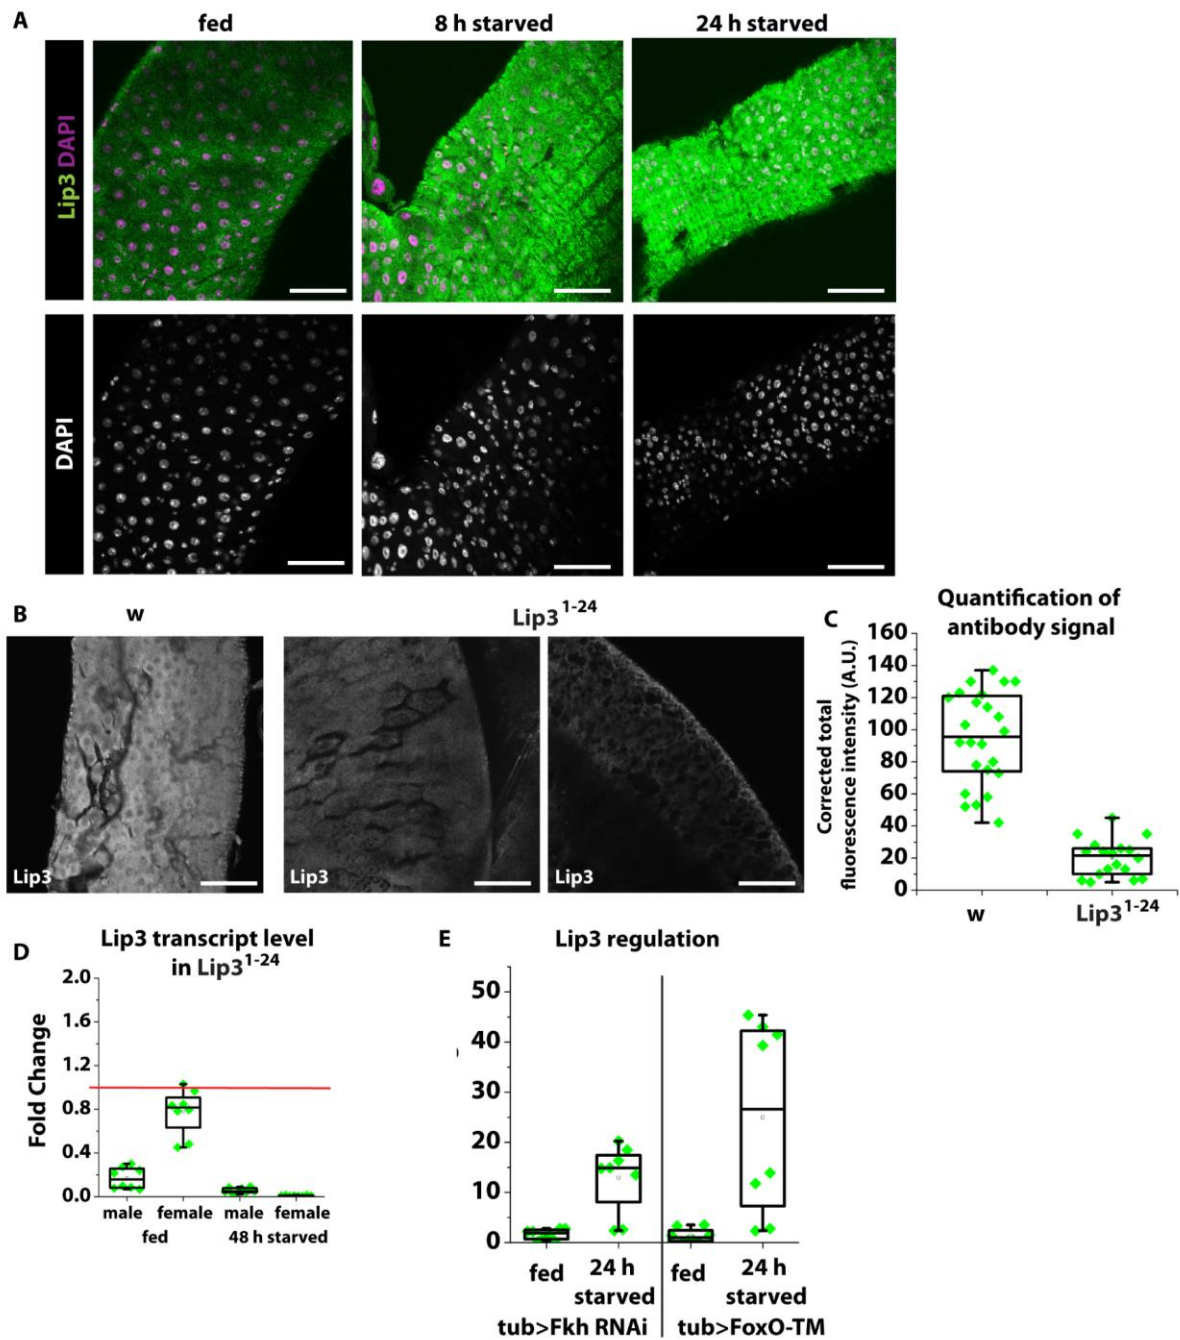 A
fed
8 h starved
24 h starved
Lip3 DAPI
DAPI
B
w
Lip3 1-24
Lip3
Lip3
Lip3
C
Quantification of
antibody signal
Corrected total
fluorescence intensity (A.U.)
160
140
120
100
80
60
40
20
0
w
Lip3 1-24
D
Lip3 transcript level
in Lip3 1-24
Fold Change
2.0
1.6
1.2
0.8
0.4
0.0
male
female
male
female
fed
48 h starved
E
Lip3 regulation
50
40
30
20
10
0
fed
24 h
starved
fed
24 h
starved
tub>Fkh RNAi
tub>FoxO-TM